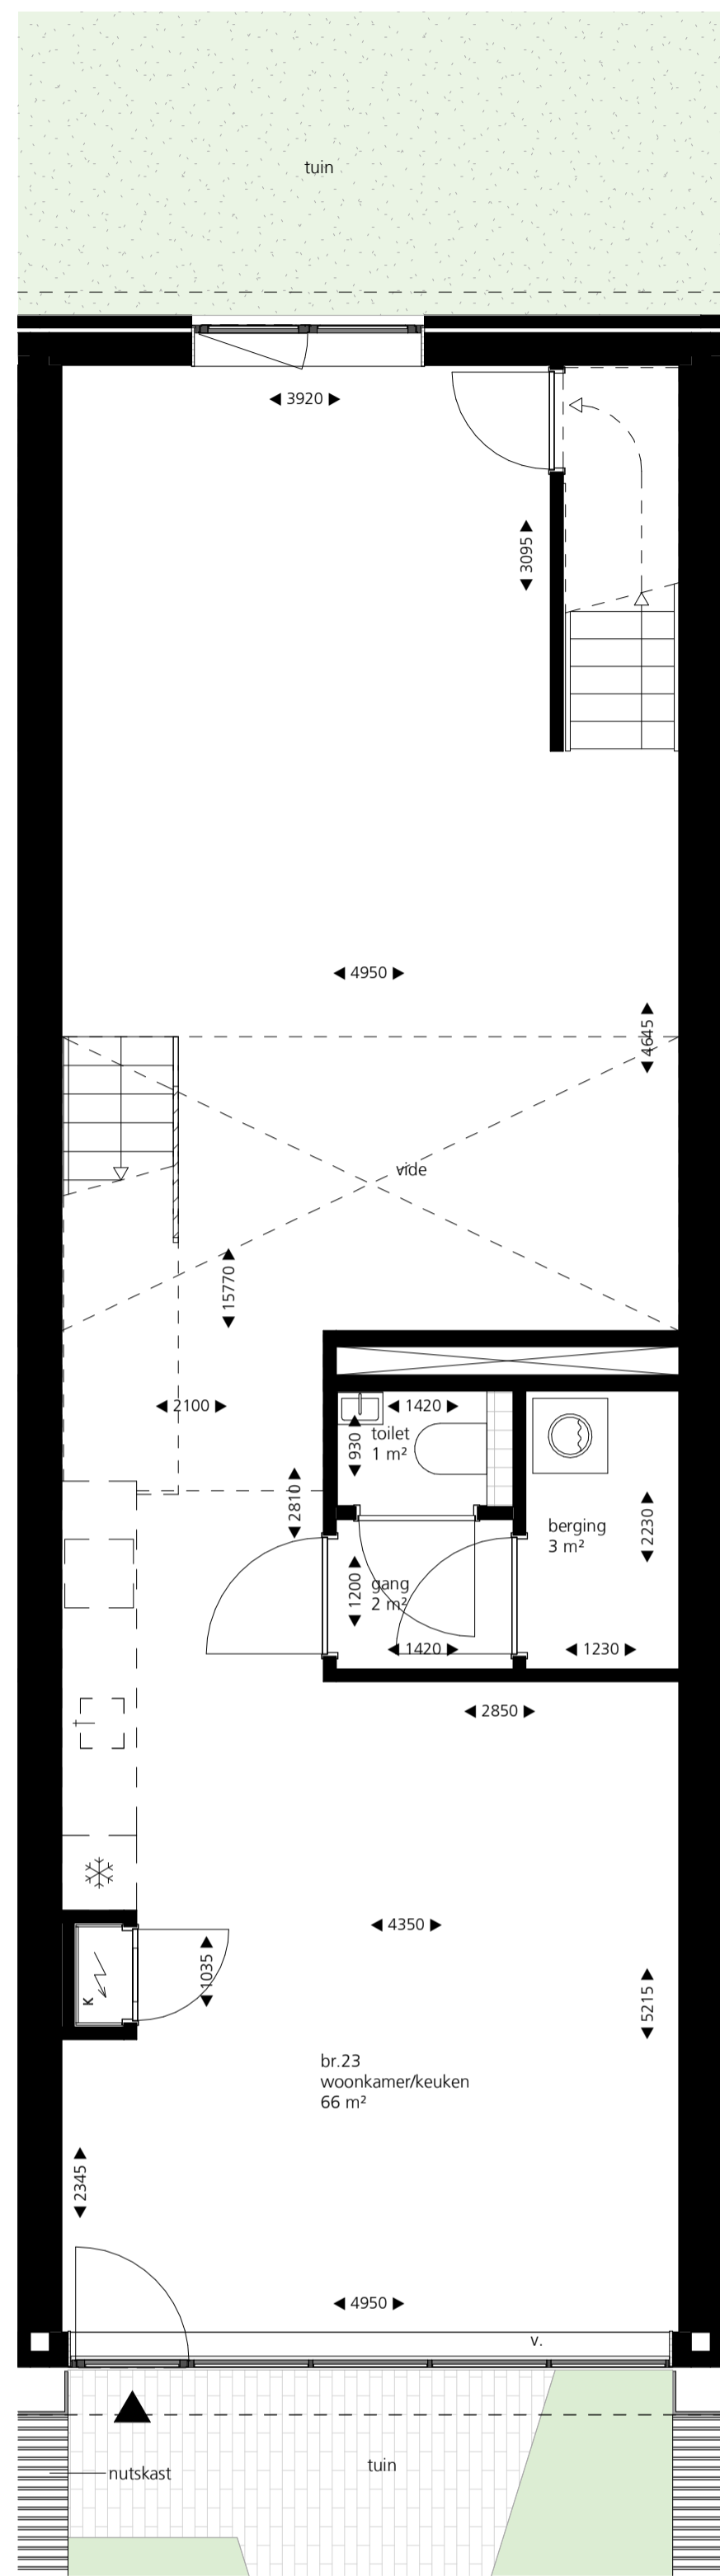 tuin
3920
3095
4950
4645
vide
15770
2100
1420
930
toilet
1 m²
2810
berging
3 m²
2230
1200
gang
2 m²
1420
1230
2850
4350
1035
K
5215
br.23
woonkamer/keuken
66 m²
2345
4950
v.
tuin
nutskast